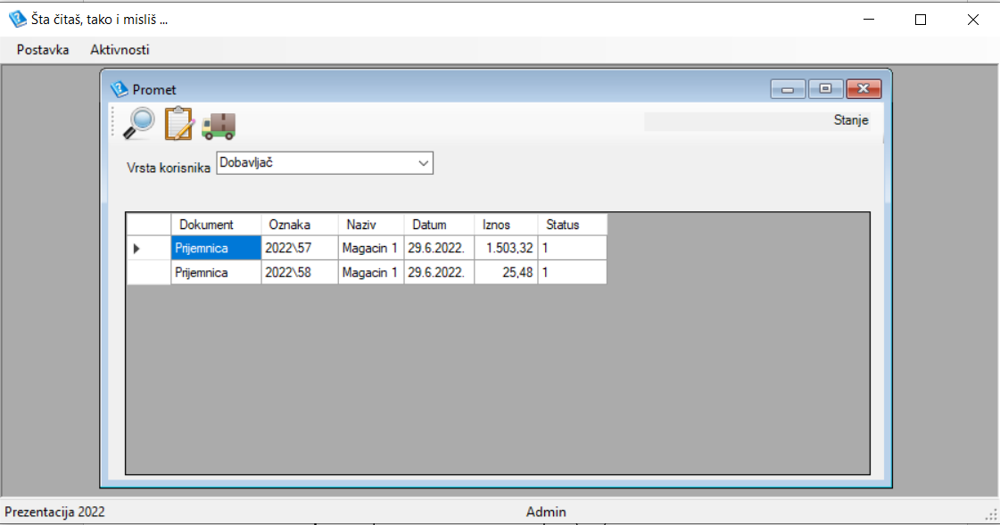 Šta čitaš, tako i misliš ...
Postavka Aktivnosti
Promet
Stanje
Vrsta korisnika Dobavljač
Dokument Oznaka Naziv Datum Iznos Status
Prijemnica 2022\57 Magacin 1 29.6.2022. 1.503,32 1
Prijemnica 2022\58 Magacin 1 29.6.2022. 25,48 1
Prezentacija 2022 Admin